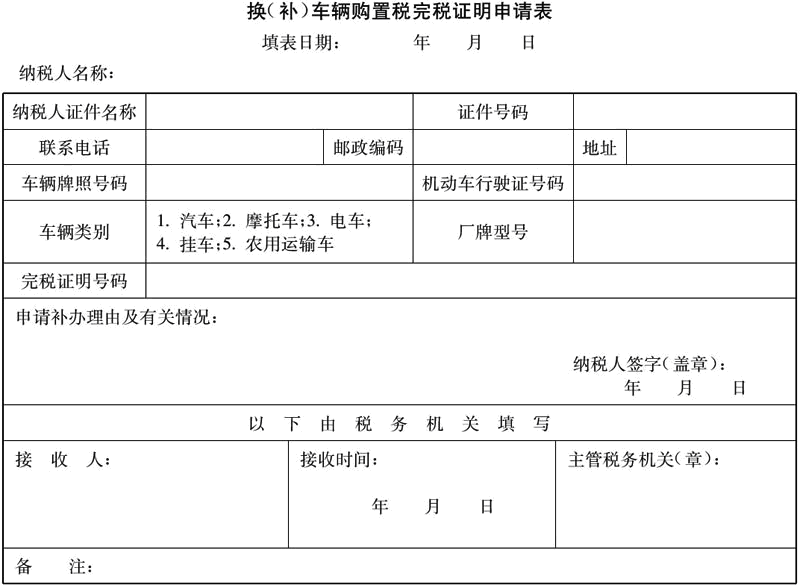 换(补)车辆购置税完税证明申请表
填表日期： 年 月 日
纳税人名称：
纳税人证件名称 证件号码
联系电话 邮政编码 地址
车辆牌照号码 机动车行驶证号码
车辆类别 1. 汽车；2. 摩托车；3. 电车；
4. 挂车；5. 农用运输车 厂牌型号
完税证明号码
申请补办理由及有关情况：
纳税人签字(盖章)：
年 月 日
以 下 由 税 务 机 关 填 写
接 收 人： 接收时间： 主管税务机关(章)：
年 月 日
备 注：